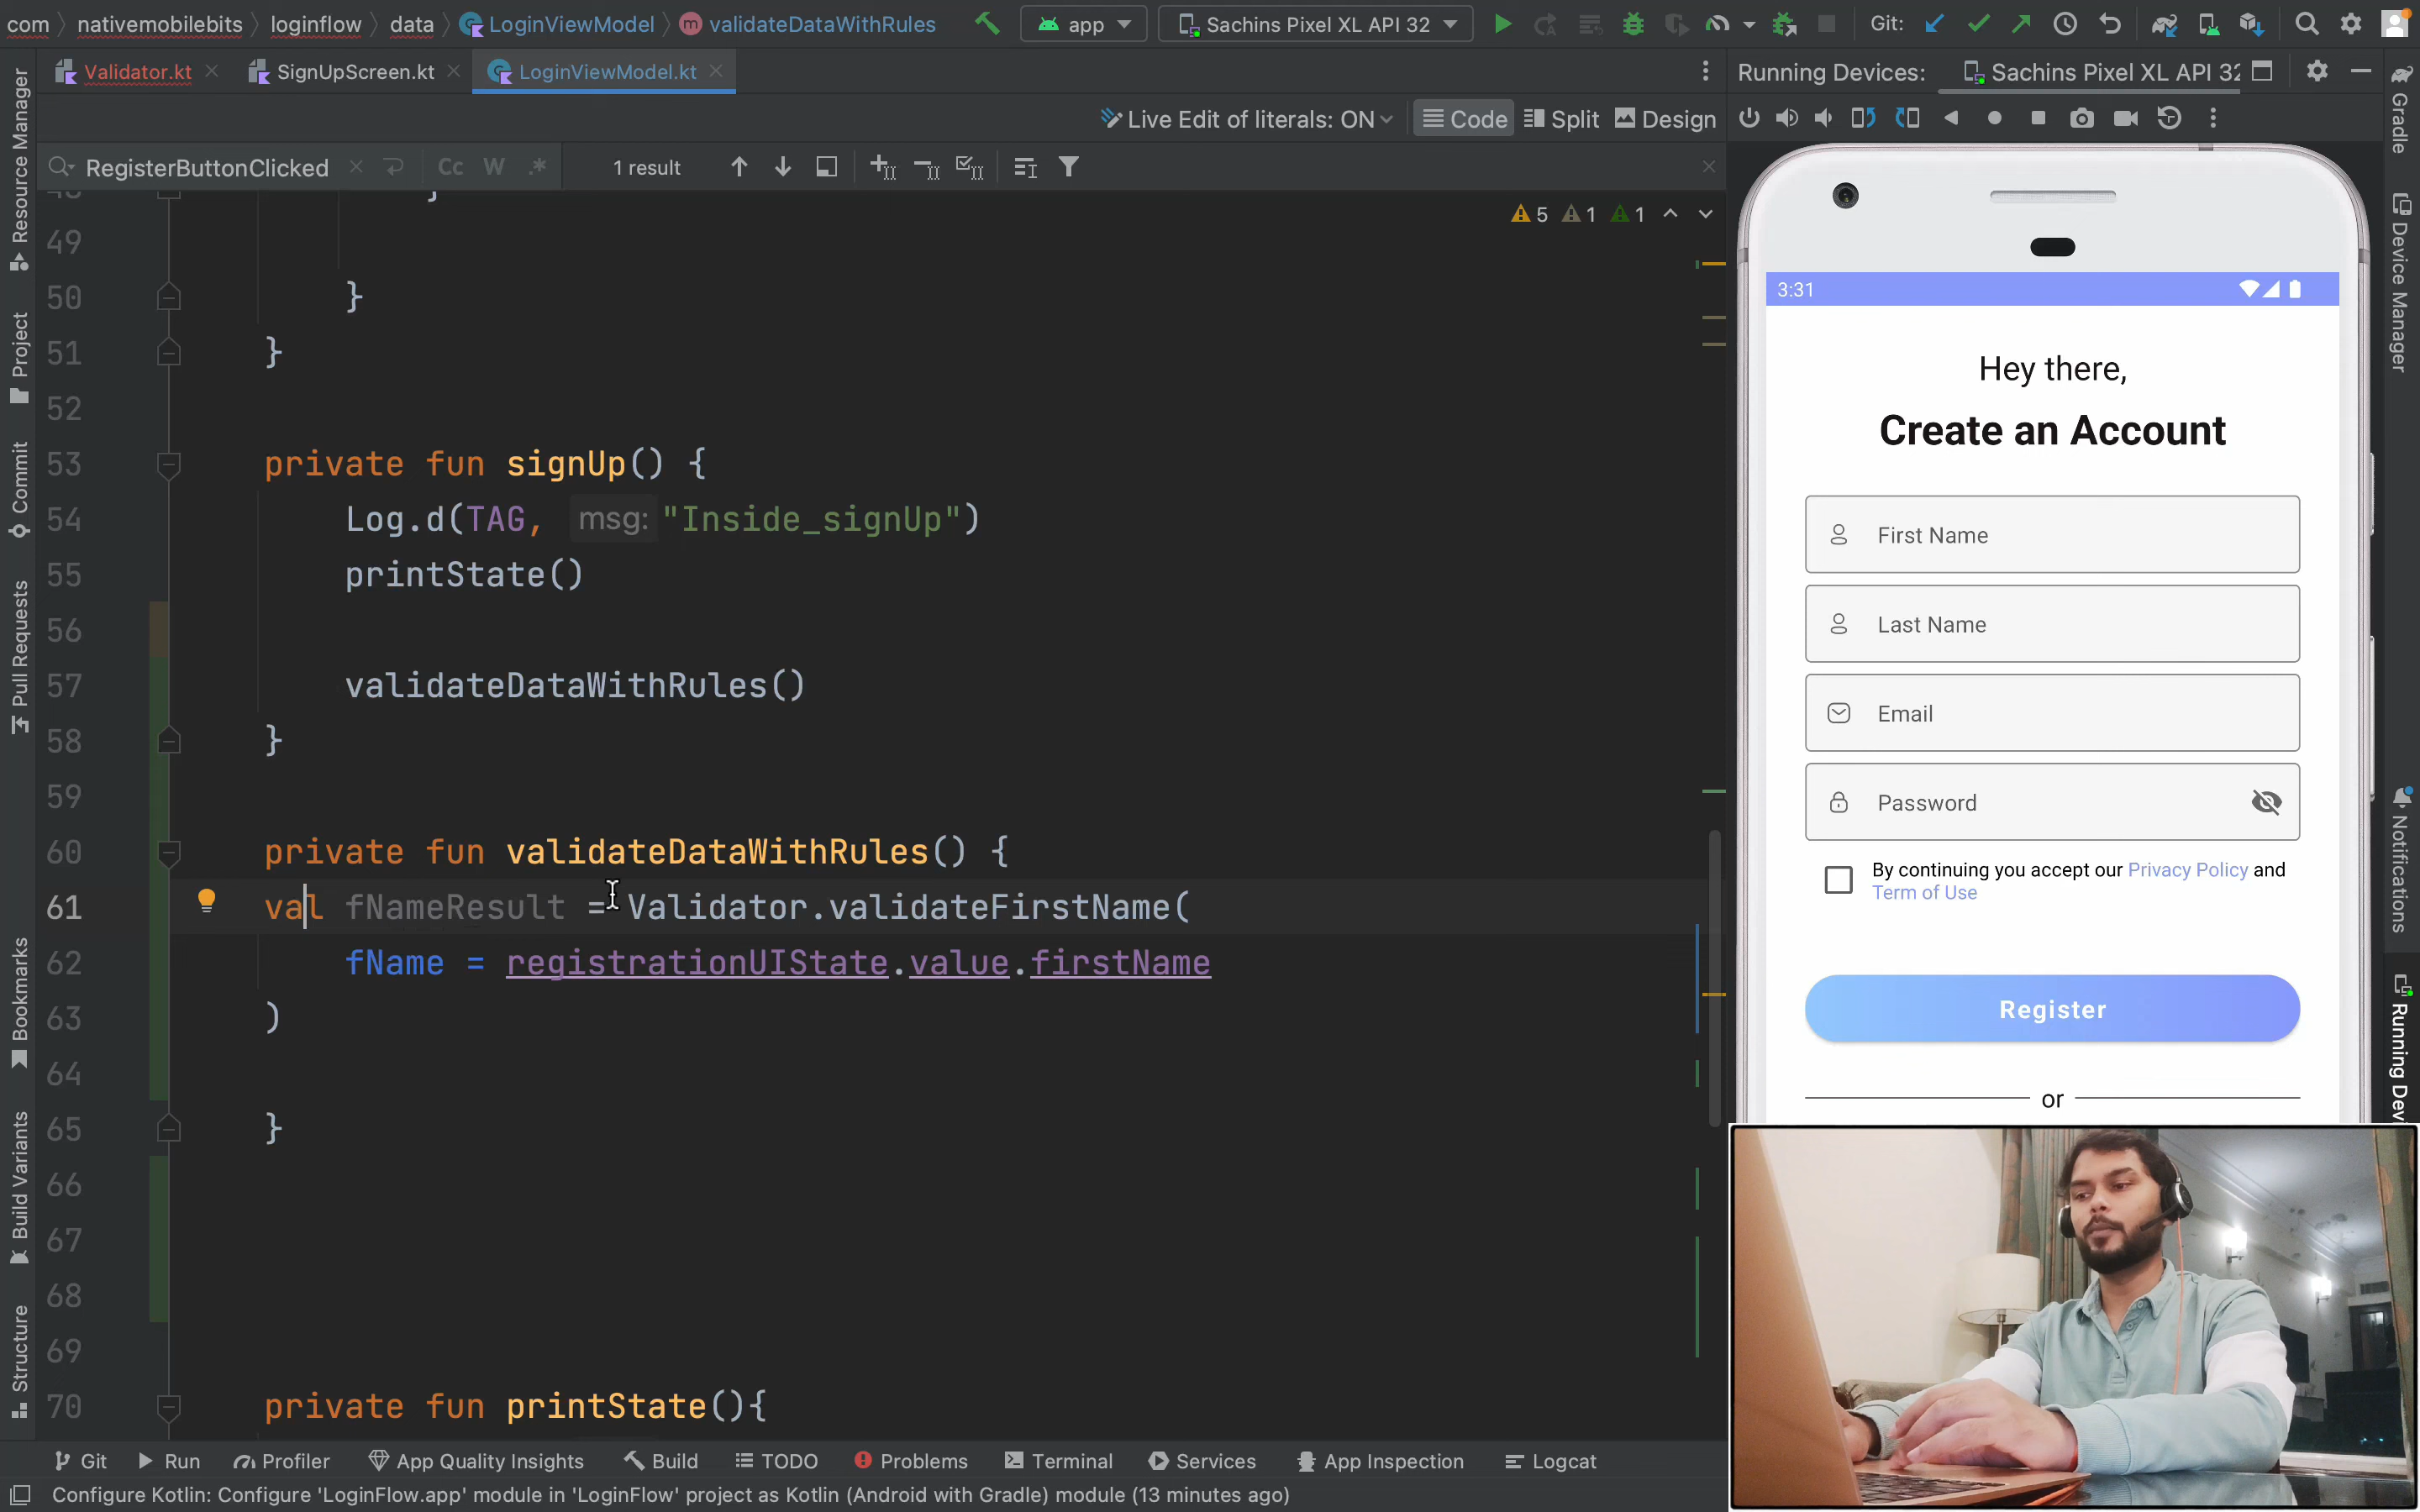 com nativemobilebits loginflow data LoginViewModel validateDataWithRules app Sachins Pixel XL API 32 Git:
Validator.kt SignUpScreen.kt LoginViewModel.kt Running Devices: Sachins Pixel XL API 32
Live Edit of literals: ON Code Split Design
RegisterButtonClicked Cc W .* 1 result
5 1 1
49
50 }
51 }
52
53 private fun signUp() {
54 Log.d(TAG, msg: "Inside_signUp")
55 printState()
56
57 validateDataWithRules()
58 }
59
60 private fun validateDataWithRules() {
61 val fNameResult = Validator.validateFirstName(
62 fName = registrationUIState.value.firstName
63 )
64
65 }
66
67
68
69
70 private fun printState(){
Resource Manager
Project
Commit
Pull Requests
Bookmarks
Build Variants
Structure
3:31
Hey there,
Create an Account
First Name
Last Name
Email
Password
By continuing you accept our Privacy Policy and
Term of Use
Register
or
Gradle
Device Manager
Notifications
Running Dev
Git Run Profiler App Quality Insights Build TODO Problems Terminal Services App Inspection Logcat
Configure Kotlin: Configure 'LoginFlow.app' module in 'LoginFlow' project as Kotlin (Android with Gradle) module (13 minutes ago)